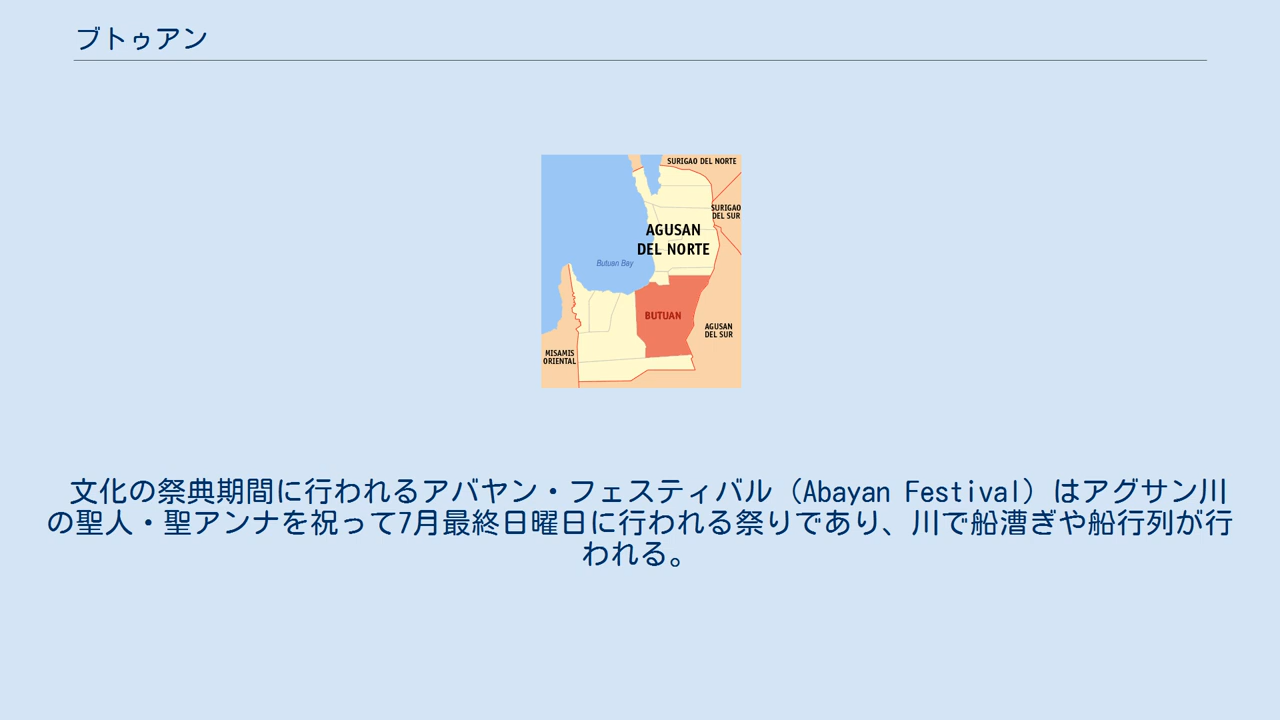 ブトゥアン
SURIGAO DEL NORTE
SURIGAO
DEL SUR
AGUSAN
DEL NORTE
Butuan Bay
BUTUAN
AGUSAN
DEL SUR
MISAMIS
ORIENTAL
文化の祭典期間に行われるアバヤン・フェスティバル（Abayan Festival）はアグサン川
の聖人・聖アンナを祝って7月最終日曜日に行われる祭りであり、川で船漕ぎや船行列が行
われる。